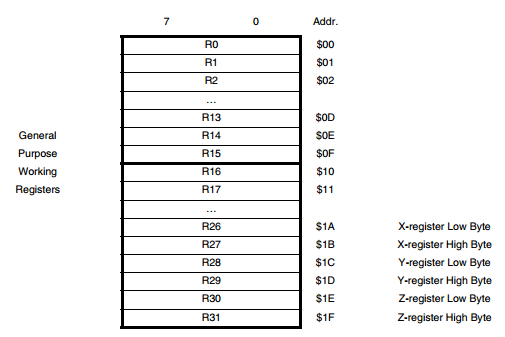 7 0 Addr.
R0 $00
R1 $01
R2 $02
...
R13 $0D
General R14 $0E
Purpose R15 $0F
Working R16 $10
Registers R17 $11
...
R26 $1A X-register Low Byte
R27 $1B X-register High Byte
R28 $1C Y-register Low Byte
R29 $1D Y-register High Byte
R30 $1E Z-register Low Byte
R31 $1F Z-register High Byte